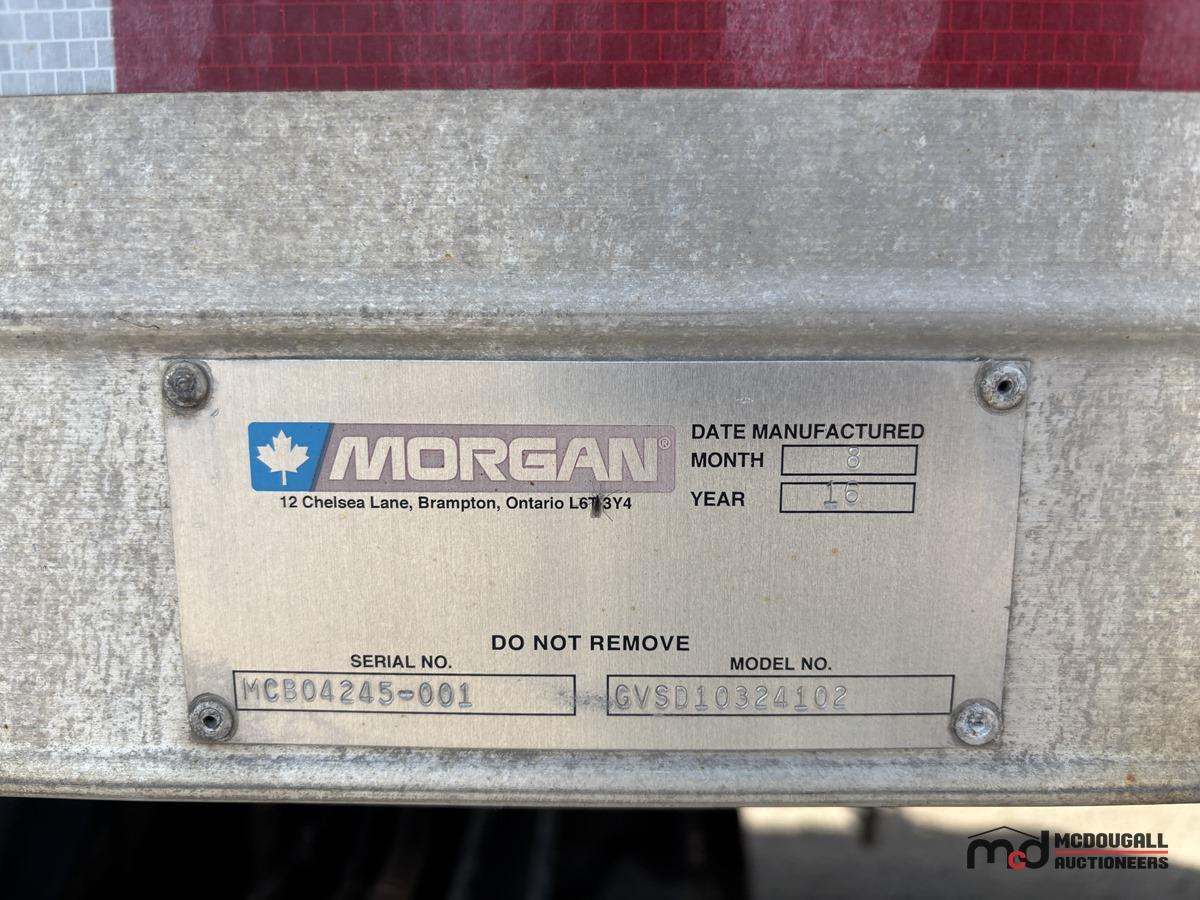 MORGAN®
12 Chelsea Lane, Brampton, Ontario L6T 3Y4
DATE MANUFACTURED
MONTH 8
YEAR 16
DO NOT REMOVE
SERIAL NO.
MCB04245-001
MODEL NO.
GVSD10324102
mcd MCDOUGALL
AUCTIONEERS